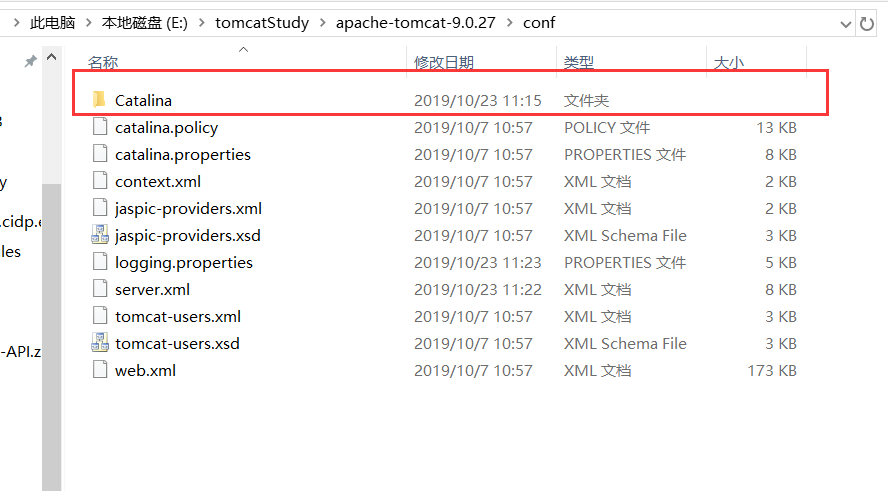 此电脑 > 本地磁盘 (E:) > tomcatStudy > apache-tomcat-9.0.27 > conf
名称 修改日期 类型 大小
Catalina 2019/10/23 11:15 文件夹
catalina.policy 2019/10/7 10:57 POLICY 文件 13 KB
catalina.properties 2019/10/7 10:57 PROPERTIES 文件 8 KB
context.xml 2019/10/7 10:57 XML 文档 2 KB
jaspic-providers.xml 2019/10/7 10:57 XML 文档 2 KB
jaspic-providers.xsd 2019/10/7 10:57 XML Schema File 3 KB
logging.properties 2019/10/23 11:23 PROPERTIES 文件 5 KB
server.xml 2019/10/23 11:22 XML 文档 8 KB
tomcat-users.xml 2019/10/7 10:57 XML 文档 3 KB
tomcat-users.xsd 2019/10/7 10:57 XML Schema File 3 KB
web.xml 2019/10/7 10:57 XML 文档 173 KB
y
.cidp.e
les
-API.z